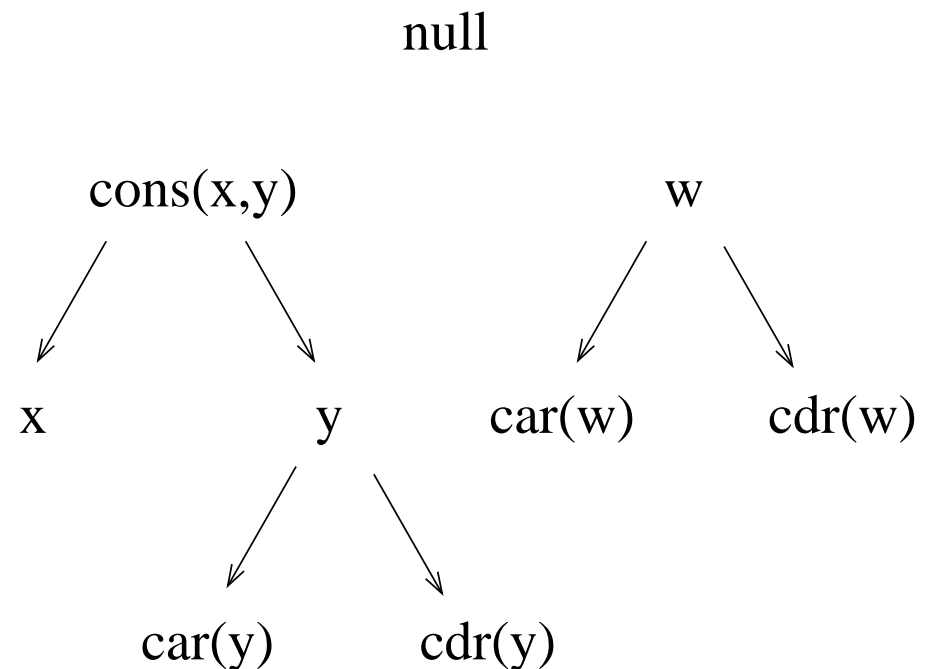 null
cons(x,y) w
x y car(w) cdr(w)
car(y) cdr(y)